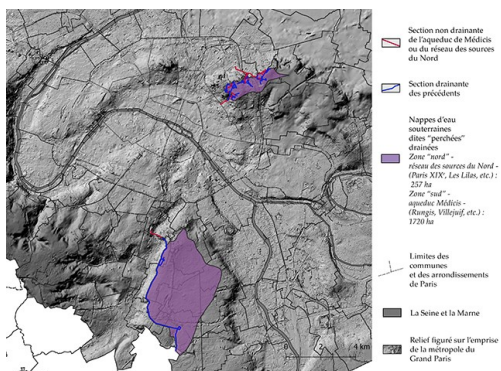 Section non drainante
de l'aqueduc de Médicis
ou du réseau des sources
du Nord
Section drainante
des précédents
Nappes d'eau
souterraines
dites "perchées"
drainées
Zone "nord" -
réseau des sources du Nord -
(Paris XIXe, Les Lilas, etc.) :
257 ha
Zone "sud" -
aqueduc Médicis -
(Rungis, Villejuif, etc.) :
1720 ha
Limites des
communes
et des arrondissements
de Paris
La Seine et la Marne
Relief figuré sur l'emprise
de la métropole du
Grand Paris
0 2 4 km